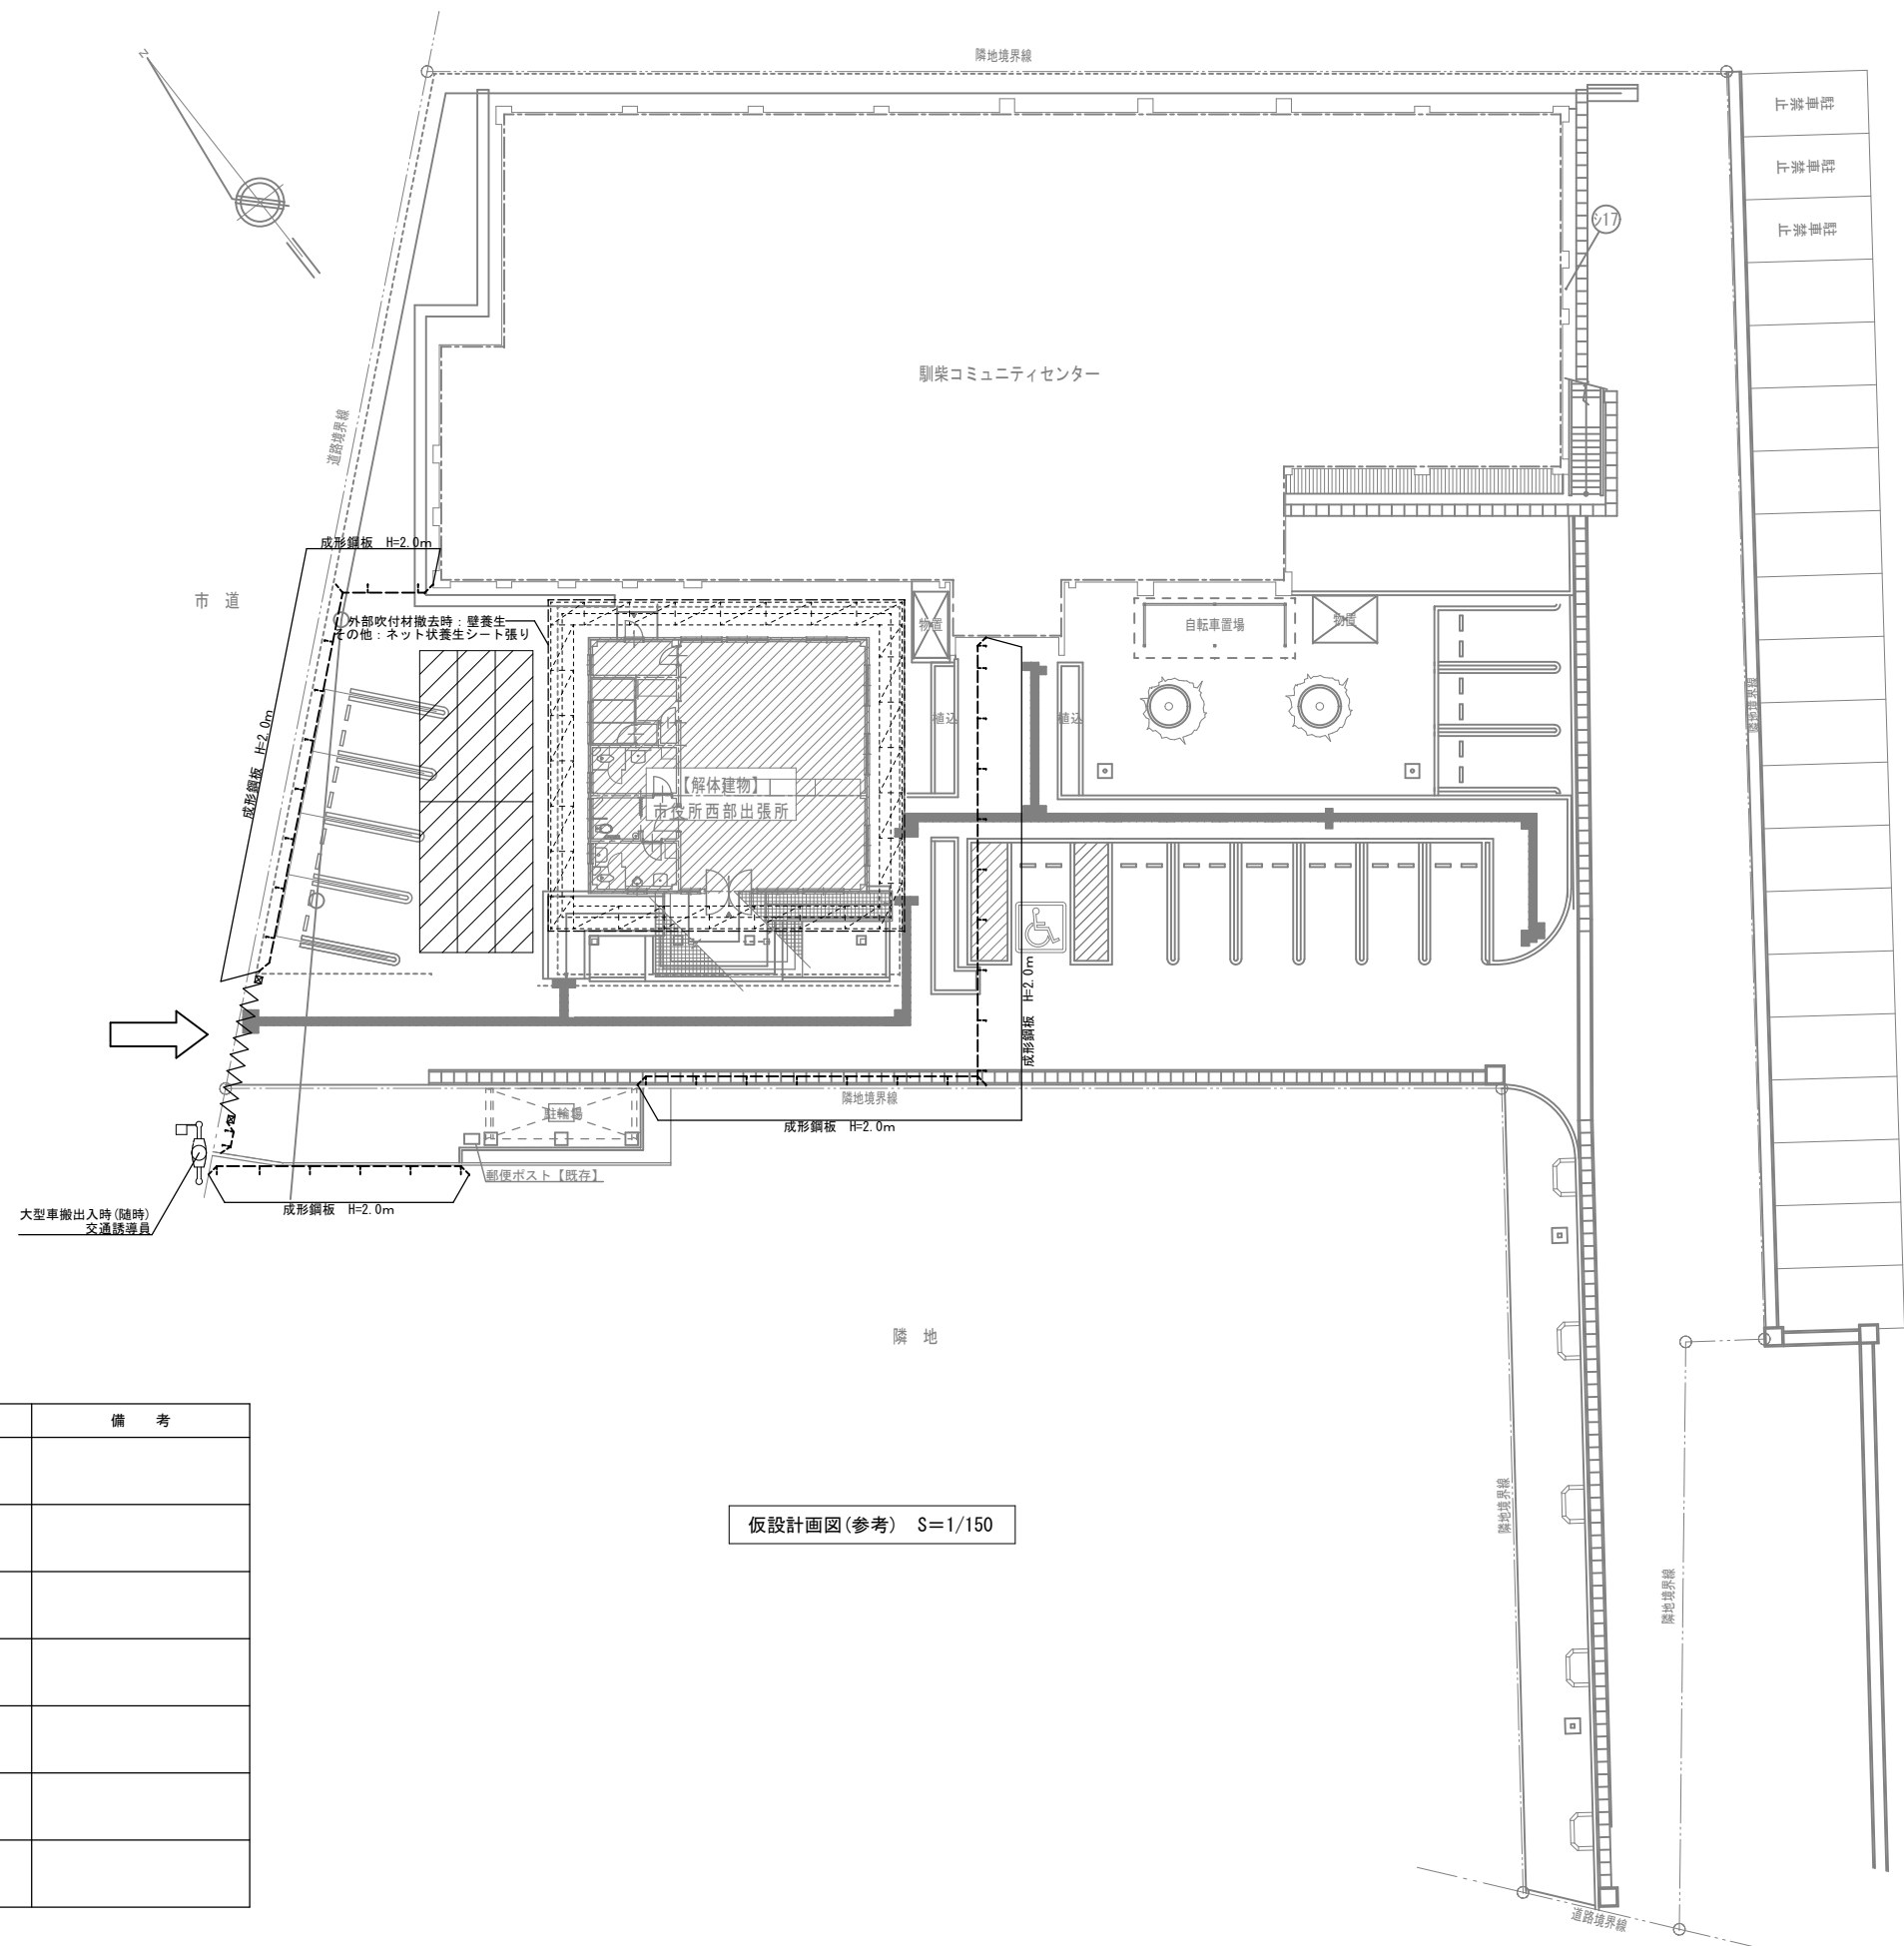 隣地境界線
N
駐車禁止
駐車禁止
駐車禁止
ｼ17
馴柴コミュニティセンター
道路境界線
成形鋼板 H=2.0m
市 道
外部吹付材撤去時：壁養生
その他：ネット状養生シート張り
物置
自転車置場
物置
隣地境界線
植込
植込
成形鋼板 H=2.0m
【解体建物】
市役所西部出張所
成形鋼板 H=2.0m
隣地境界線
駐輪場
成形鋼板 H=2.0m
郵便ポスト【既存】
成形鋼板 H=2.0m
大型車搬出入時(随時)
交通誘導員
隣 地
備 考
仮設計画図(参考) S＝1/150
隣地境界線
隣地境界線
道路境界線